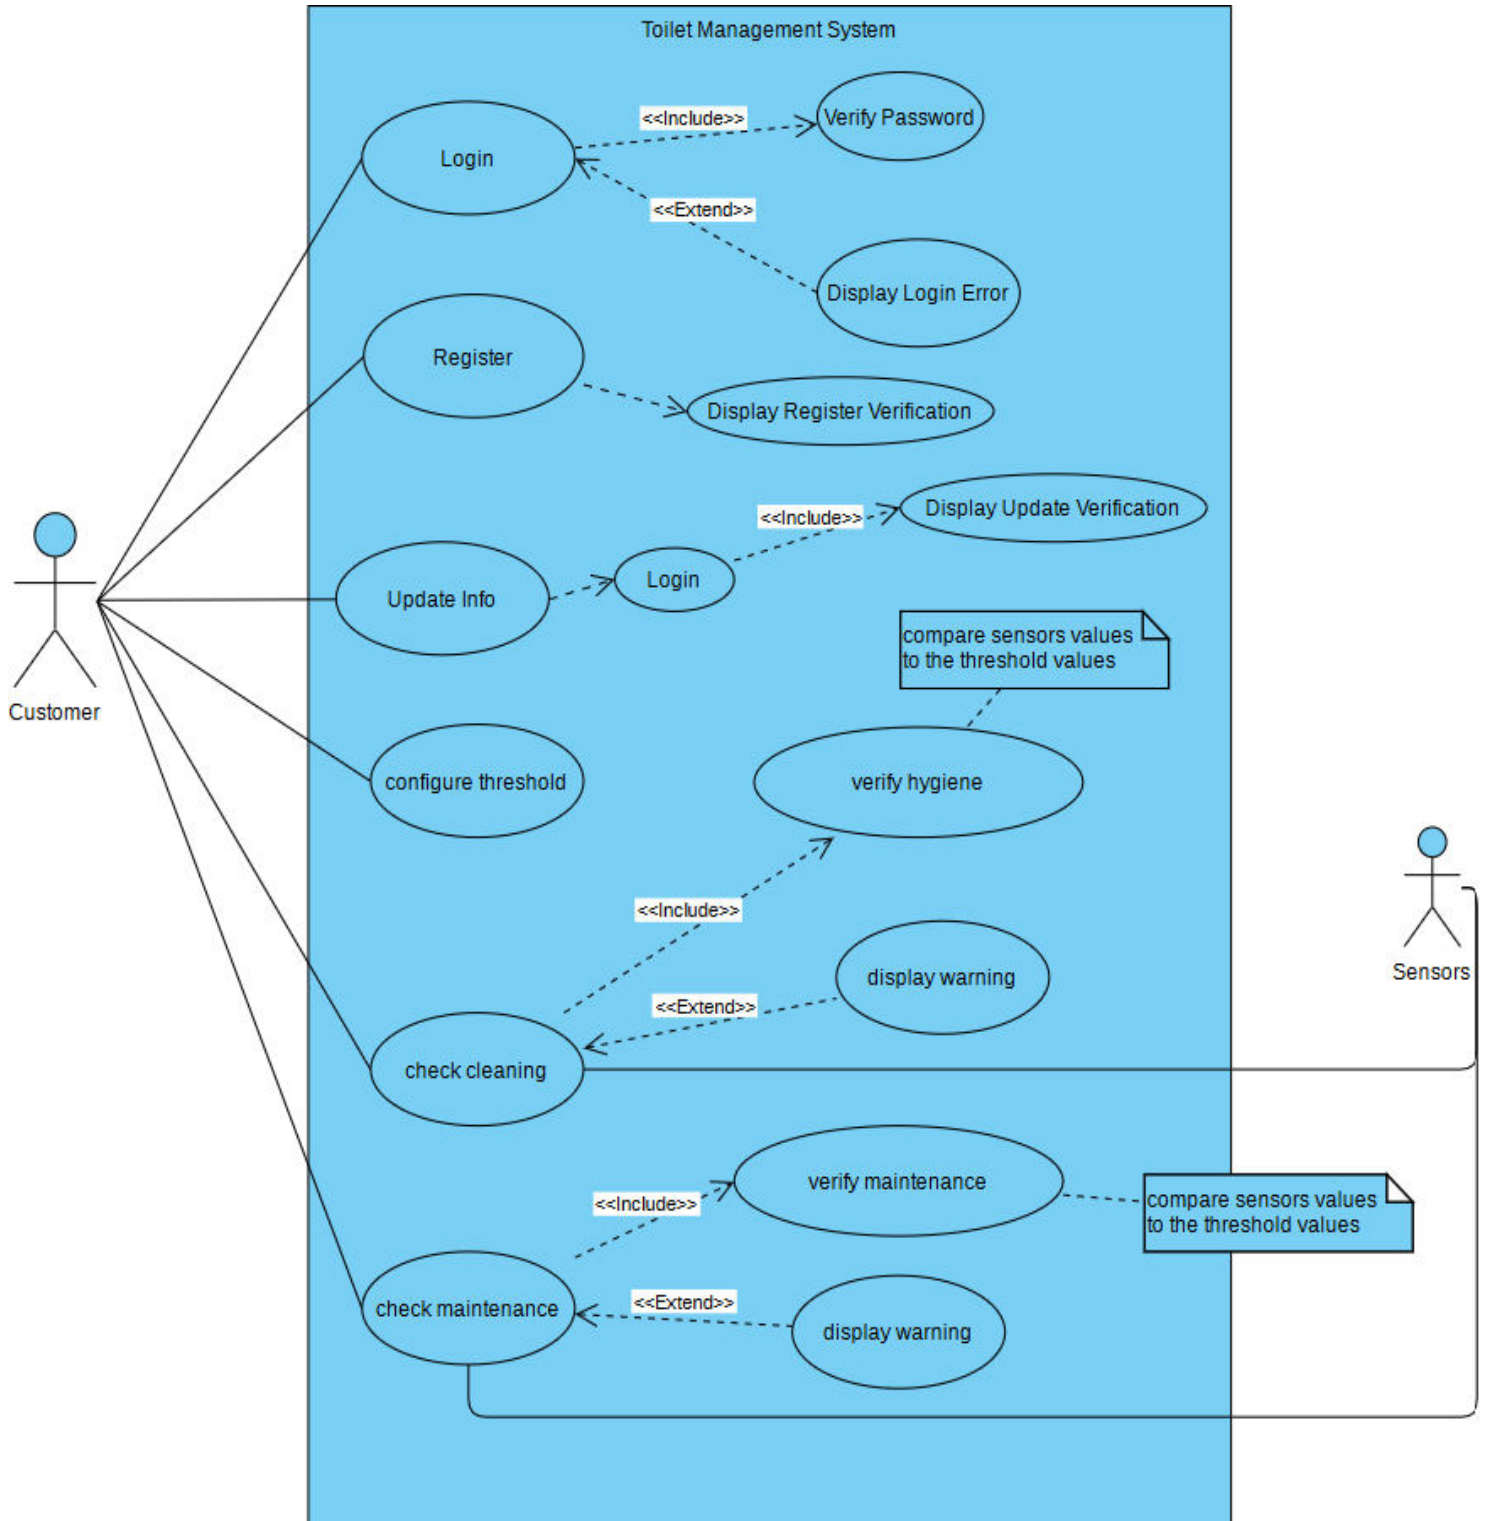 Toilet Management System
<<Include>>
Verify Password
Login
<<Extend>>
Display Login Error
Register
Display Register Verification
<<Include>>
Display Update Verification
Update Info
Login
compare sensors values
to the threshold values
Customer
configure threshold
verify hygiene
<<Include>>
display warning
Sensors
<<Extend>>
check cleaning
verify maintenance
<<Include>>
compare sensors values
to the threshold values
<<Extend>>
check maintenance
display warning